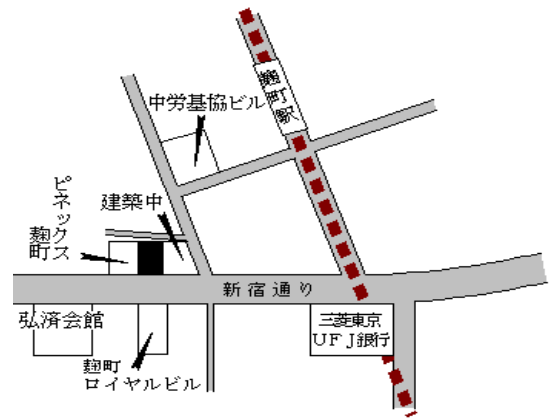 麹町駅
中労基協ビル
建築中
ピネックス
麹町
新宿通り
弘済会館
三菱東京
UFJ銀行
麹町
ロイヤルビル